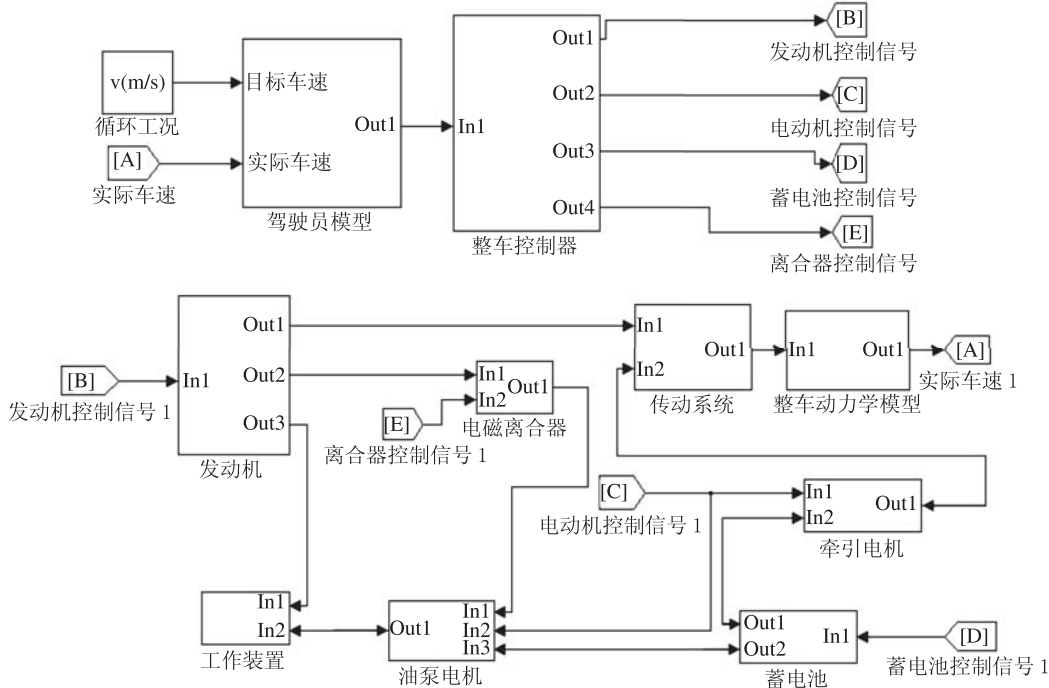 [B]
Out1
发动机控制信号
v(m/s)
目标车速
循环工况
Out1
In1
Out2
[C]
电动机控制信号
[A]
实际车速
实际车速
驾驶员模型
Out3
[D]
蓄电池控制信号
Out4
[E]
整车控制器
离合器控制信号
Out1
In1
In2
Out1
传动系统
In1
Out1
整车动力学模型
[A]
实际车速 1
[B]
发动机控制信号 1
In1
Out2
Out3
发动机
In1
In2
Out1
电磁离合器
[E]
离合器控制信号 1
[C]
电动机控制信号 1
In1
In2
Out1
牵引电机
In1
In2
工作装置
Out1
In1
In2
In3
油泵电机
Out1
Out2
In1
蓄电池
[D]
蓄电池控制信号 1